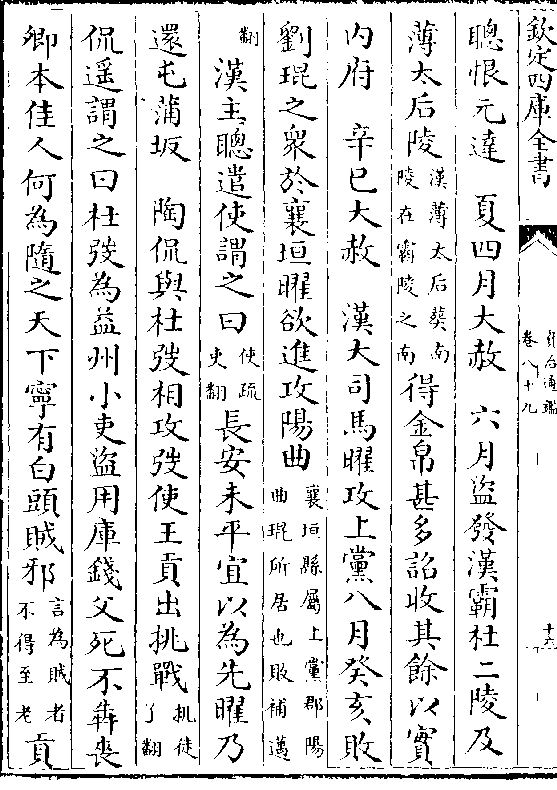 欽定四庫全書
資治通鑑
卷八十九
十六
聰恨元達　夏四月大赦　六月盜發漢霸杜二陵及
薄太后陵漢薄太后葬南陵在霸陵之南得金帛甚多詔收其餘以實
内府　辛巳大赦　漢大司馬曜攻上黨八月癸亥敗
劉琨之衆於襄垣曜欲進攻陽曲襄垣縣屬上黨郡陽曲琨所居也敗補邁
翻漢主聰遣使謂之曰使疏吏翻長安未平宜以為先曜乃
還屯蒲坂　陶侃與杜弢相攻弢使王貢出挑戰挑徒了翻
侃遥謂之曰杜弢為益州小吏盜用庫錢父死不奔喪
卿本佳人何為隨之天下寧有白頭賊邪言為賊者不得至老貢